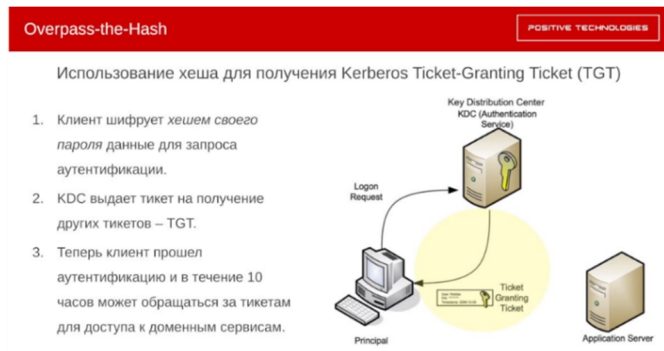 Overpass-the-Hash
POSITIVE TECHNOLOGIES
Использование хеша для получения Kerberos Ticket-Granting Ticket (TGT)
1. Клиент шифрует хешем своего
пароля данные для запроса
аутентификации.
2. KDC выдает тикет на получение
других тикетов – TGT.
3. Теперь клиент прошел
аутентификацию и в течение 10
часов может обращаться за тикетам
для доступа к доменным сервисам.
Key Distribution Center
KDC (Authentication
Service)
Logon
Request
Ticket
Granting
Ticket
Principal
Application Server